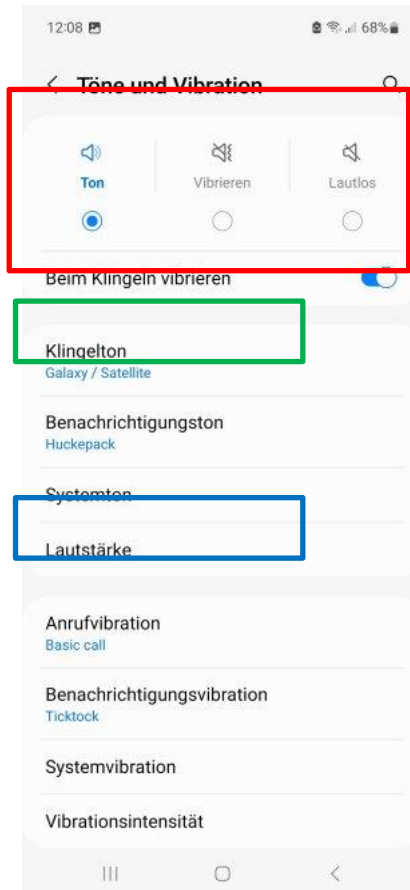 12:08 68%
Töne und Vibration
Ton Vibrieren Lautlos
Beim Klingeln vibrieren
Klingelton
Galaxy / Satellite
Benachrichtigungston
Huckepack
Systemton
Lautstärke
Anrufvibration
Basic call
Benachrichtigungsvibration
Ticktock
Systemvibration
Vibrationsintensität